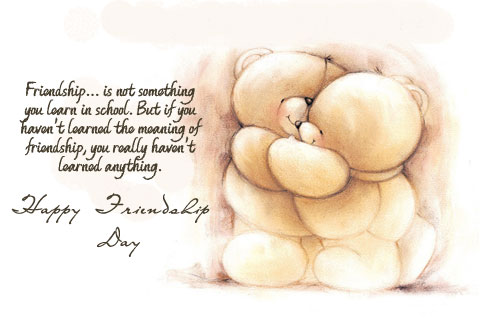 Friendship... is not something
you learn in school. But if you
haven't learned the meaning of
friendship, you really haven't
learned anything.
Happy Friendship
Day